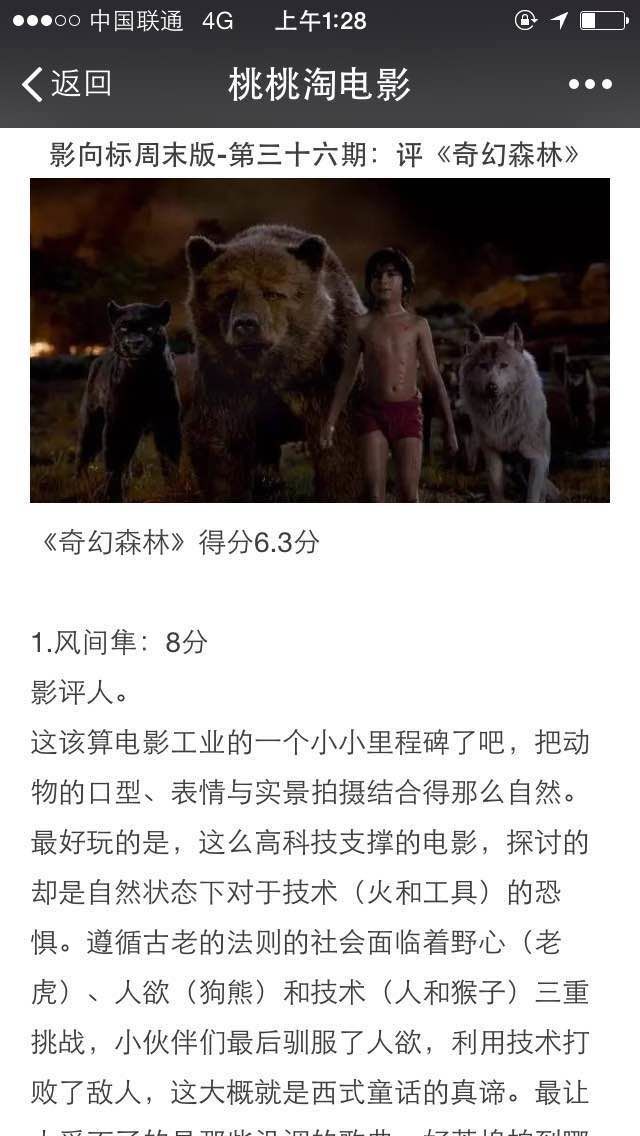 中国联通 4G 上午1:28
返回 桃桃淘电影
影向标周末版-第三十六期：评《奇幻森林》
《奇幻森林》得分6.3分
1.风间隼：8分
影评人。
这该算电影工业的一个小小里程碑了吧，把动
物的口型、表情与实景拍摄结合得那么自然。
最好玩的是，这么高科技支撑的电影，探讨的
却是自然状态下对于技术（火和工具）的恐
惧。遵循古老的法则的社会面临着野心（老
虎）、人欲（狗熊）和技术（人和猴子）三重
挑战，小伙伴们最后驯服了人欲，利用技术打
败了敌人，这大概就是西式童话的真谛。最让